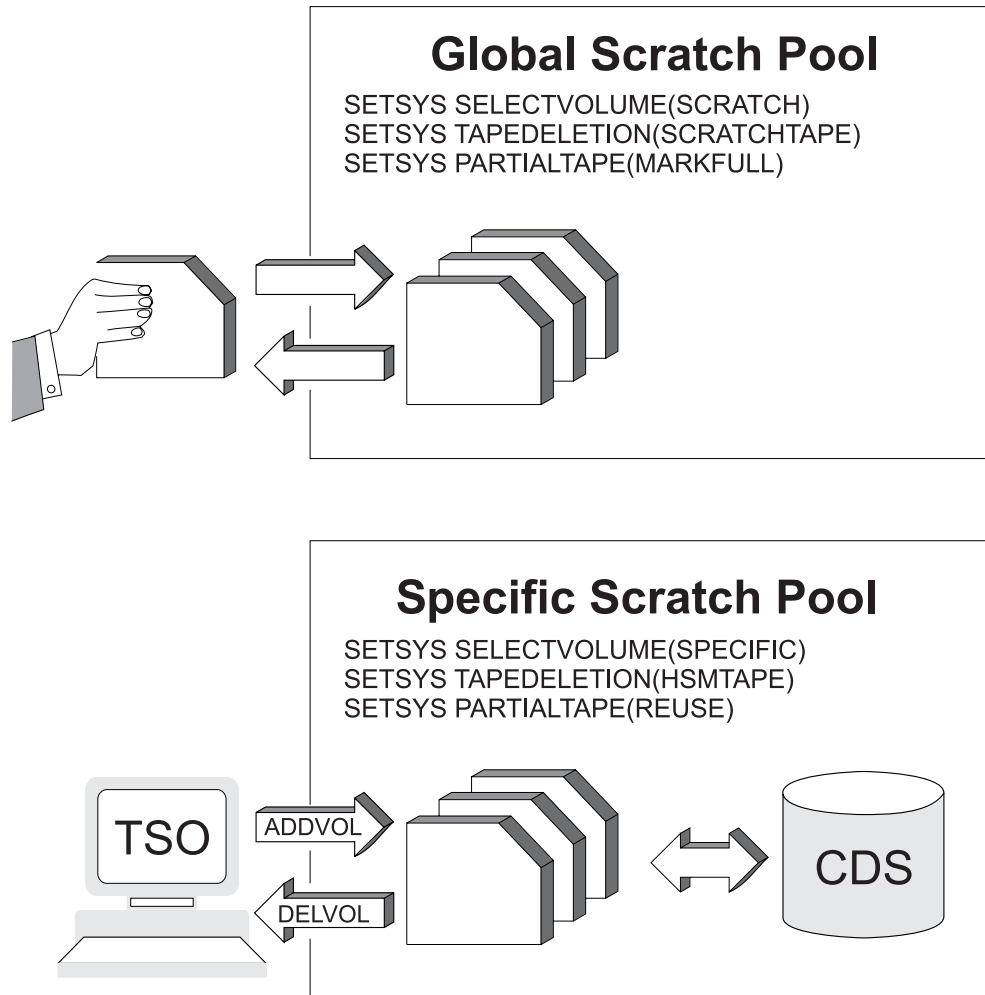 Global Scratch Pool
SETSYS SELECTVOLUME(SCRATCH)
SETSYS TAPEDELETION(SCRATCHTAPE)
SETSYS PARTIALTAPE(MARKFULL)
Specific Scratch Pool
SETSYS SELECTVOLUME(SPECIFIC)
SETSYS TAPEDELETION(HSMTAPE)
SETSYS PARTIALTAPE(REUSE)
TSO
ADDVOL
DELVOL
CDS